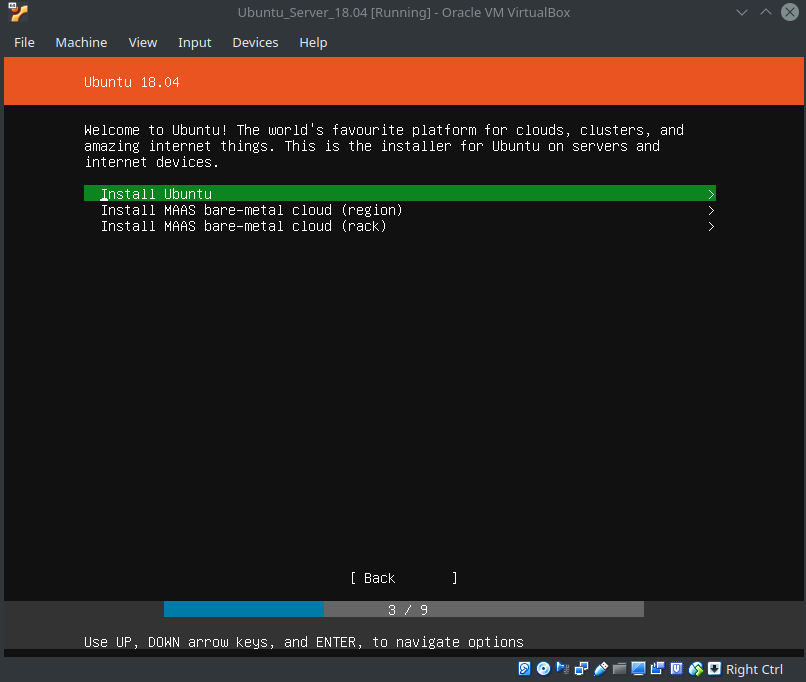 Ubuntu_Server_18.04 [Running] - Oracle VM VirtualBox
File Machine View Input Devices Help
Ubuntu 18.04
Welcome to Ubuntu! The world's favourite platform for clouds, clusters, and
amazing internet things. This is the installer for Ubuntu on servers and
internet devices.
Install Ubuntu >
Install MAAS bare-metal cloud (region) >
Install MAAS bare-metal cloud (rack) >
[ Back ]
3 / 9
Use UP, DOWN arrow keys, and ENTER, to navigate options
Right Ctrl